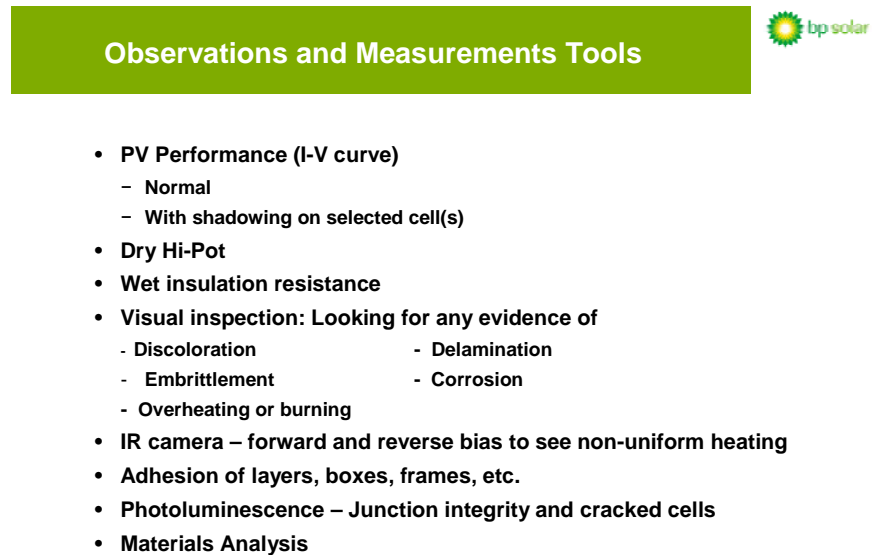 Observations and Measurements Tools
bp solar
• PV Performance (I-V curve)
− Normal
− With shadowing on selected cell(s)
• Dry Hi-Pot
• Wet insulation resistance
• Visual inspection: Looking for any evidence of
- Discoloration - Delamination
- Embrittlement - Corrosion
- Overheating or burning
• IR camera – forward and reverse bias to see non-uniform heating
• Adhesion of layers, boxes, frames, etc.
• Photoluminescence – Junction integrity and cracked cells
• Materials Analysis